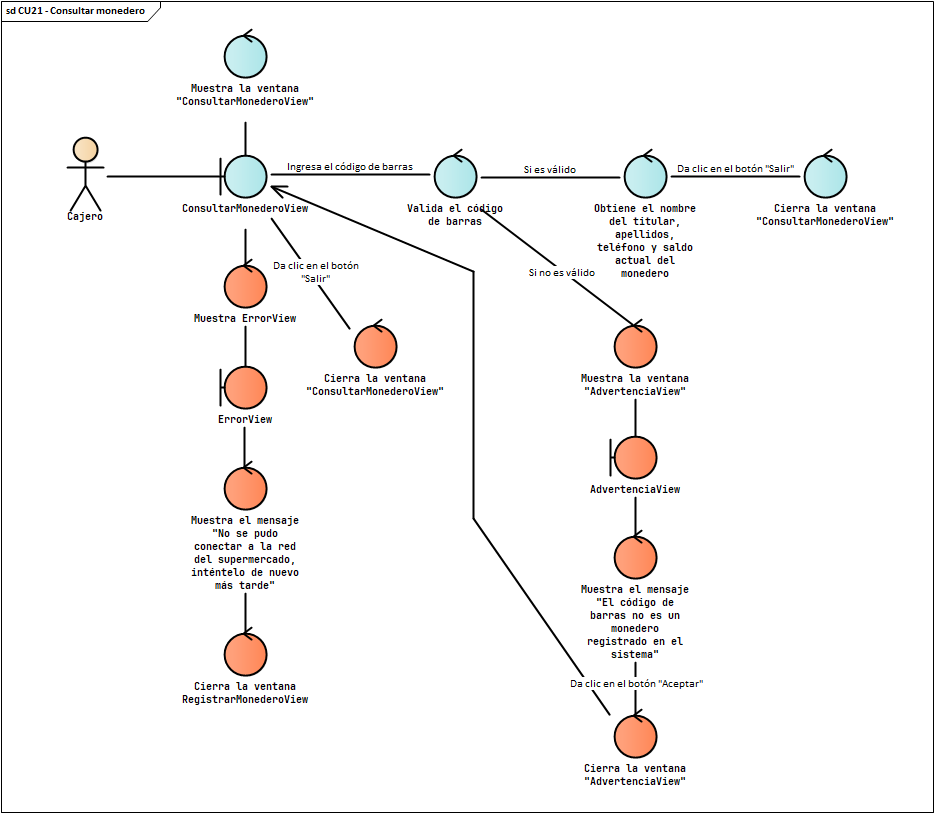 sd CU21 - Consultar monedero
Muestra la ventana
"ConsultarMonederoView"
Cajero
ConsultarMonederoView
Ingresa el código de barras
Valida el código
de barras
Si es válido
Obtiene el nombre
del titular,
apellidos,
teléfono y saldo
actual del
monedero
Da clic en el botón "Salir"
Cierra la ventana
"ConsultarMonederoView"
Da clic en el botón
"Salir"
Cierra la ventana
"ConsultarMonederoView"
Si no es válido
Muestra la ventana
"AdvertenciaView"
AdvertenciaView
Muestra el mensaje
"El código de
barras no es un
monedero
registrado en el
sistema"
Da clic en el botón "Aceptar"
Cierra la ventana
"AdvertenciaView"
Muestra ErrorView
ErrorView
Muestra el mensaje
"No se pudo
conectar a la red
del supermercado,
inténtelo de nuevo
más tarde"
Cierra la ventana
RegistrarMonederoView